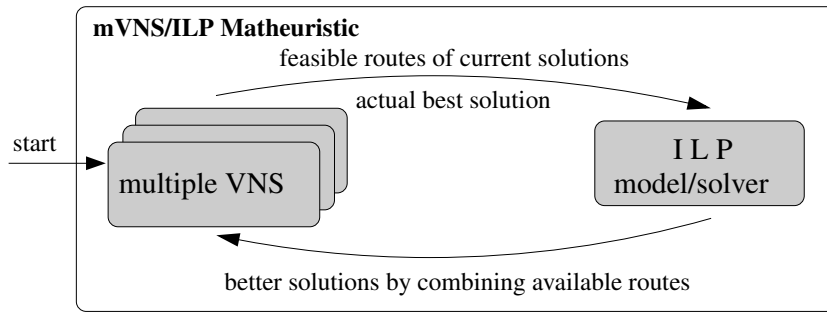 mVNS/ILP Matheuristic
feasible routes of current solutions
actual best solution
start
multiple VNS
I L P
model/solver
better solutions by combining available routes